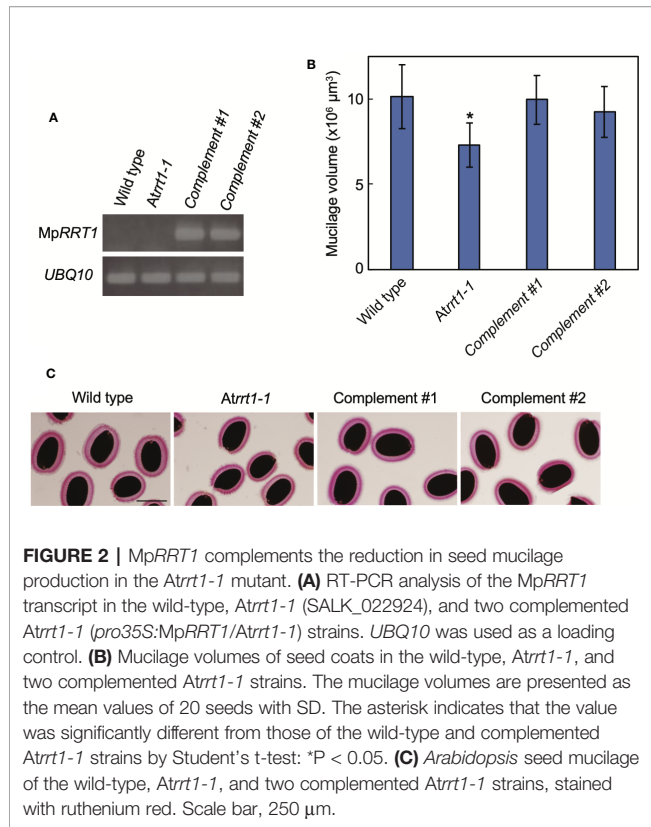 A
Wild type
Atrrt1-1
Complement #1
Complement #2
MpRRT1
UBQ10
B
Mucilage volume (x10⁶ µm³)
10
5
0
*
Wild type
Atrrt1-1
Complement #1
Complement #2
C
Wild type
Atrrt1-1
Complement #1
Complement #2
FIGURE 2 | MpRRT1 complements the reduction in seed mucilage
production in the Atrrt1-1 mutant. (A) RT-PCR analysis of the MpRRT1
transcript in the wild-type, Atrrt1-1 (SALK_022924), and two complemented
Atrrt1-1 (pro35S:MpRRT1/Atrrt1-1) strains. UBQ10 was used as a loading
control. (B) Mucilage volumes of seed coats in the wild-type, Atrrt1-1, and
two complemented Atrrt1-1 strains. The mucilage volumes are presented as
the mean values of 20 seeds with SD. The asterisk indicates that the value
was significantly different from those of the wild-type and complemented
Atrrt1-1 strains by Student's t-test: *P < 0.05. (C) Arabidopsis seed mucilage
of the wild-type, Atrrt1-1, and two complemented Atrrt1-1 strains, stained
with ruthenium red. Scale bar, 250 µm.